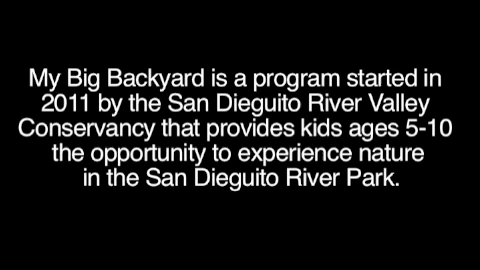 My Big Backyard is a program started in
2011 by the San Dieguito River Valley
Conservancy that provides kids ages 5-10
the opportunity to experience nature
in the San Dieguito River Park.